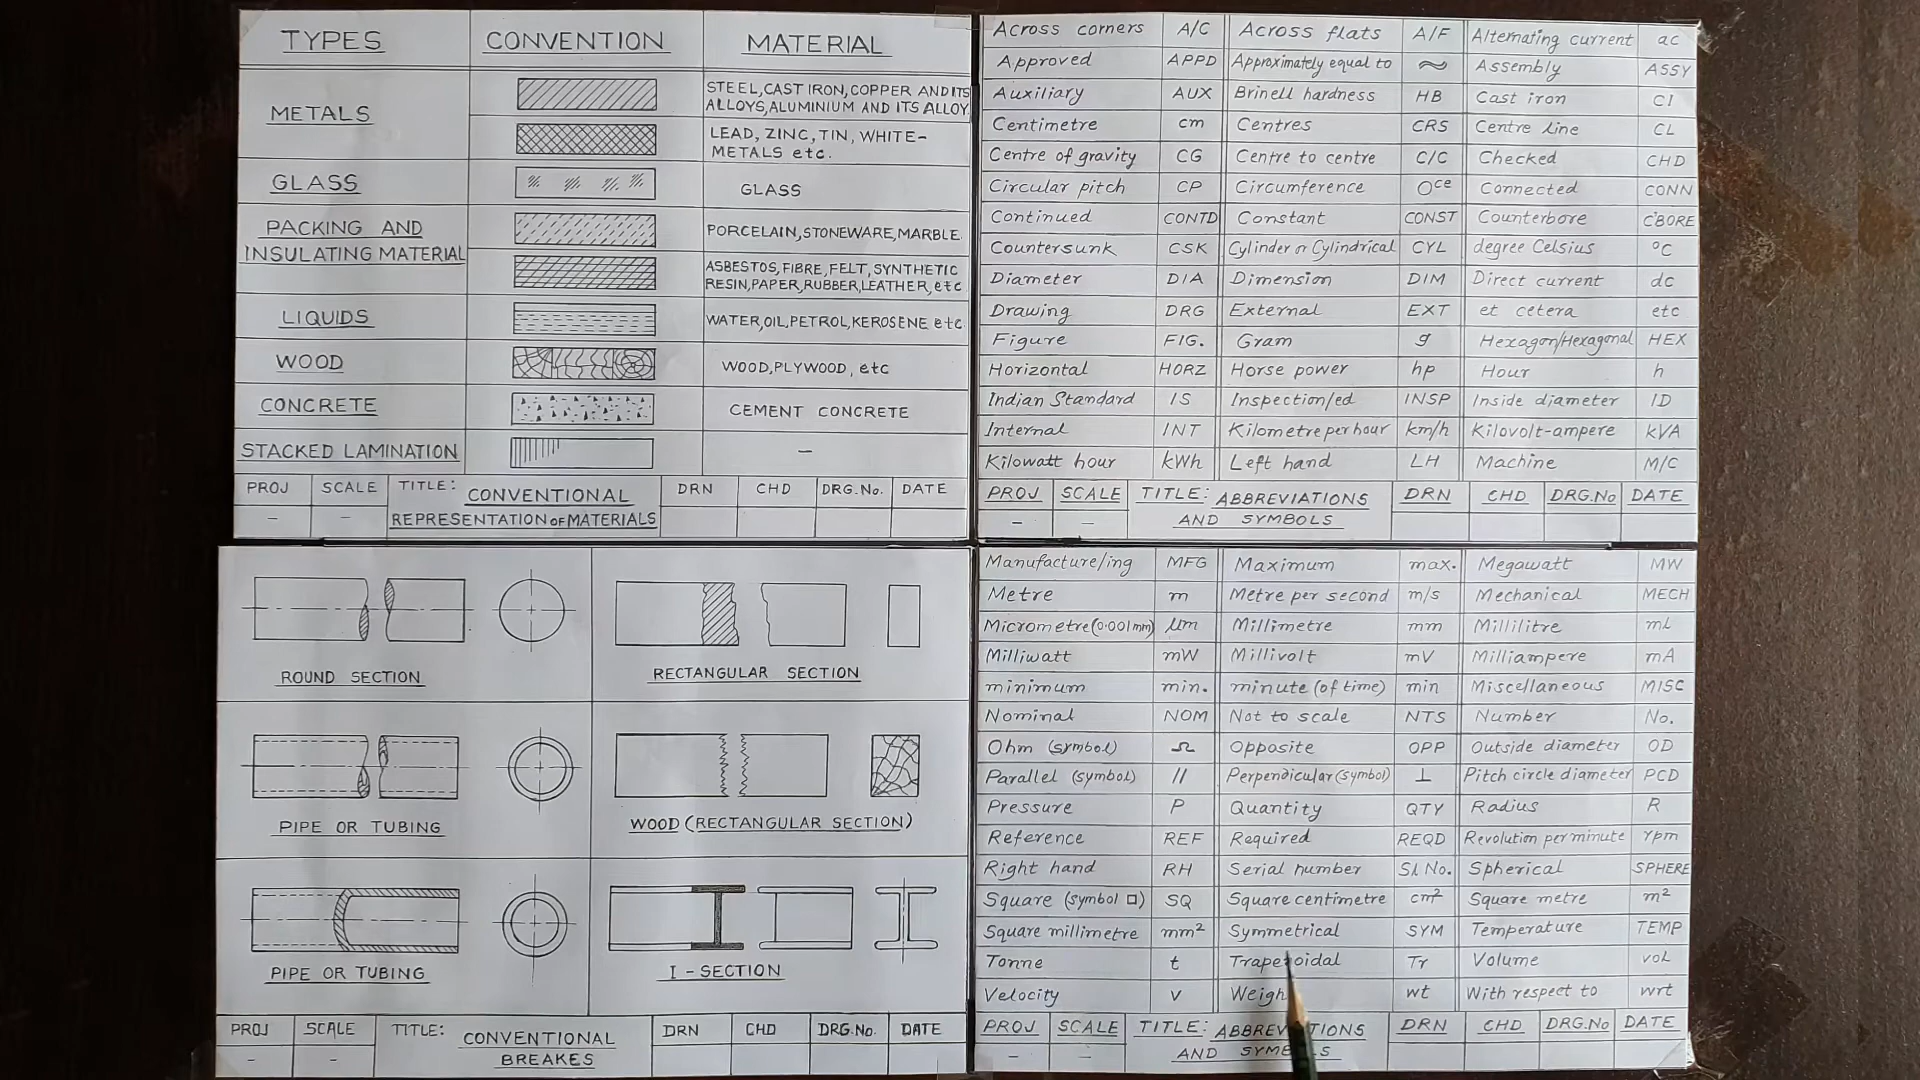 TYPES CONVENTION MATERIAL
METALS
STEEL, CAST IRON, COPPER AND ITS
ALLOYS, ALUMINIUM AND ITS ALLOY
LEAD, ZINC, TIN, WHITE-
METALS etc.
GLASS GLASS
PACKING AND
INSULATING MATERIAL
PORCELAIN, STONEWARE, MARBLE.
ASBESTOS, FIBRE, FELT, SYNTHETIC
RESIN, PAPER, RUBBER, LEATHER, etc
LIQUIDS WATER, OIL, PETROL, KEROSENE etc.
WOOD WOOD, PLYWOOD, etc
CONCRETE CEMENT CONCRETE
STACKED LAMINATION –
PROJ SCALE TITLE: CONVENTIONAL DRN CHD DRG.No. DATE
– – REPRESENTATION OF MATERIALS
Across corners A/C Across flats A/F Alternating current ac
Approved APPD Approximately equal to ≈ Assembly ASSY
Auxiliary AUX Brinell hardness HB Cast iron CI
Centimetre cm Centres CRS Centre line CL
Centre of gravity CG Centre to centre C/C Checked CHD
Circular pitch CP Circumference Oce Connected CONN
Continued CONTD Constant CONST Counterbore C'BORE
Countersunk CSK Cylinder or Cylindrical CYL degree Celsius °C
Diameter DIA Dimension DIM Direct current dc
Drawing DRG External EXT et cetera etc
Figure FIG. Gram g Hexagon/Hexagonal HEX
Horizontal HORZ Horse power hp Hour h
Indian Standard IS Inspection/ed INSP Inside diameter ID
Internal INT Kilometre per hour km/h Kilovolt-ampere kVA
Kilowatt hour kWh Left hand LH Machine M/C
PROJ SCALE TITLE: ABBREVIATIONS DRN CHD DRG.No DATE
– – AND SYMBOLS
ROUND SECTION RECTANGULAR SECTION
PIPE OR TUBING WOOD (RECTANGULAR SECTION)
PIPE OR TUBING I-SECTION
PROJ SCALE TITLE: CONVENTIONAL DRN CHD DRG.No. DATE
– – BREAKES
Manufacture/ing MFG Maximum max. Megawatt MW
Metre m Metre per second m/s Mechanical MECH
Micrometre (0.001mm) μm Millimetre mm Millilitre mL
Milliwatt mW Millivolt mV Milliampere mA
minimum min. minute (of time) min Miscellaneous MISC
Nominal NOM Not to scale NTS Number No.
Ohm (symbol) Ω Opposite OPP Outside diameter OD
Parallel (symbol) // Perpendicular (symbol) ⊥ Pitch circle diameter PCD
Pressure P Quantity QTY Radius R
Reference REF Required REQD Revolution per minute rpm
Right hand RH Serial number Sl No. Spherical SPHERE
Square (symbol □) SQ Square centimetre cm² Square metre m²
Square millimetre mm² Symmetrical SYM Temperature TEMP
Tonne t Trapezoidal Tr Volume vol
Velocity v Weigh wt With respect to wrt
PROJ SCALE TITLE: ABBREVIATIONS DRN CHD DRG.No DATE
– – AND SYMBOLS